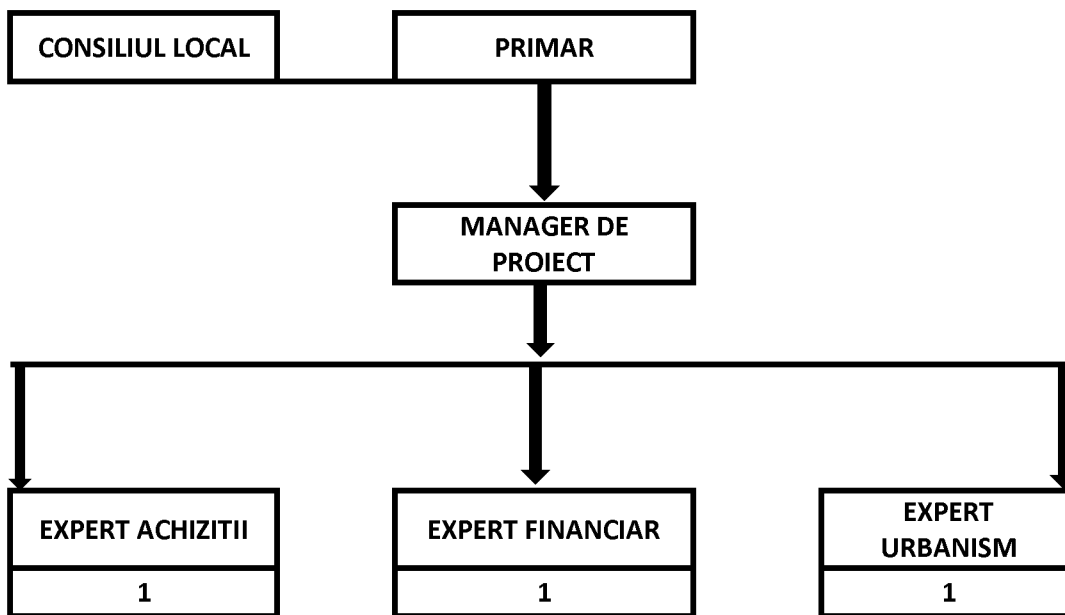 CONSILIUL LOCAL
PRIMAR
MANAGER DE
PROIECT
EXPERT ACHIZITII
EXPERT FINANCIAR
EXPERT
URBANISM
1
1
1